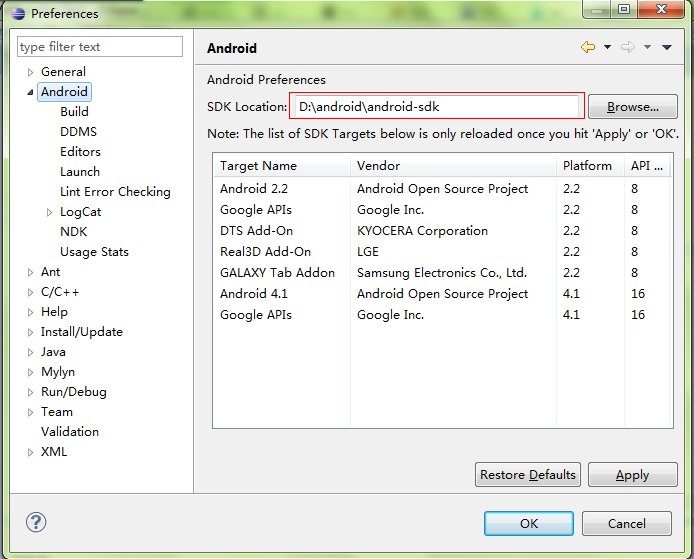 Preferences
type filter text
General
Android
Build
DDMS
Editors
Launch
Lint Error Checking
LogCat
NDK
Usage Stats
Ant
C/C++
Help
Install/Update
Java
Mylyn
Run/Debug
Team
Validation
XML
Android
Android Preferences
SDK Location: D:\android\android-sdk Browse...
Note: The list of SDK Targets below is only reloaded once you hit 'Apply' or 'OK'.
Target Name Vendor Platform API ...
Android 2.2 Android Open Source Project 2.2 8
Google APIs Google Inc. 2.2 8
DTS Add-On KYOCERA Corporation 2.2 8
Real3D Add-On LGE 2.2 8
GALAXY Tab Addon Samsung Electronics Co., Ltd. 2.2 8
Android 4.1 Android Open Source Project 4.1 16
Google APIs Google Inc. 4.1 16
Restore Defaults Apply
? OK Cancel